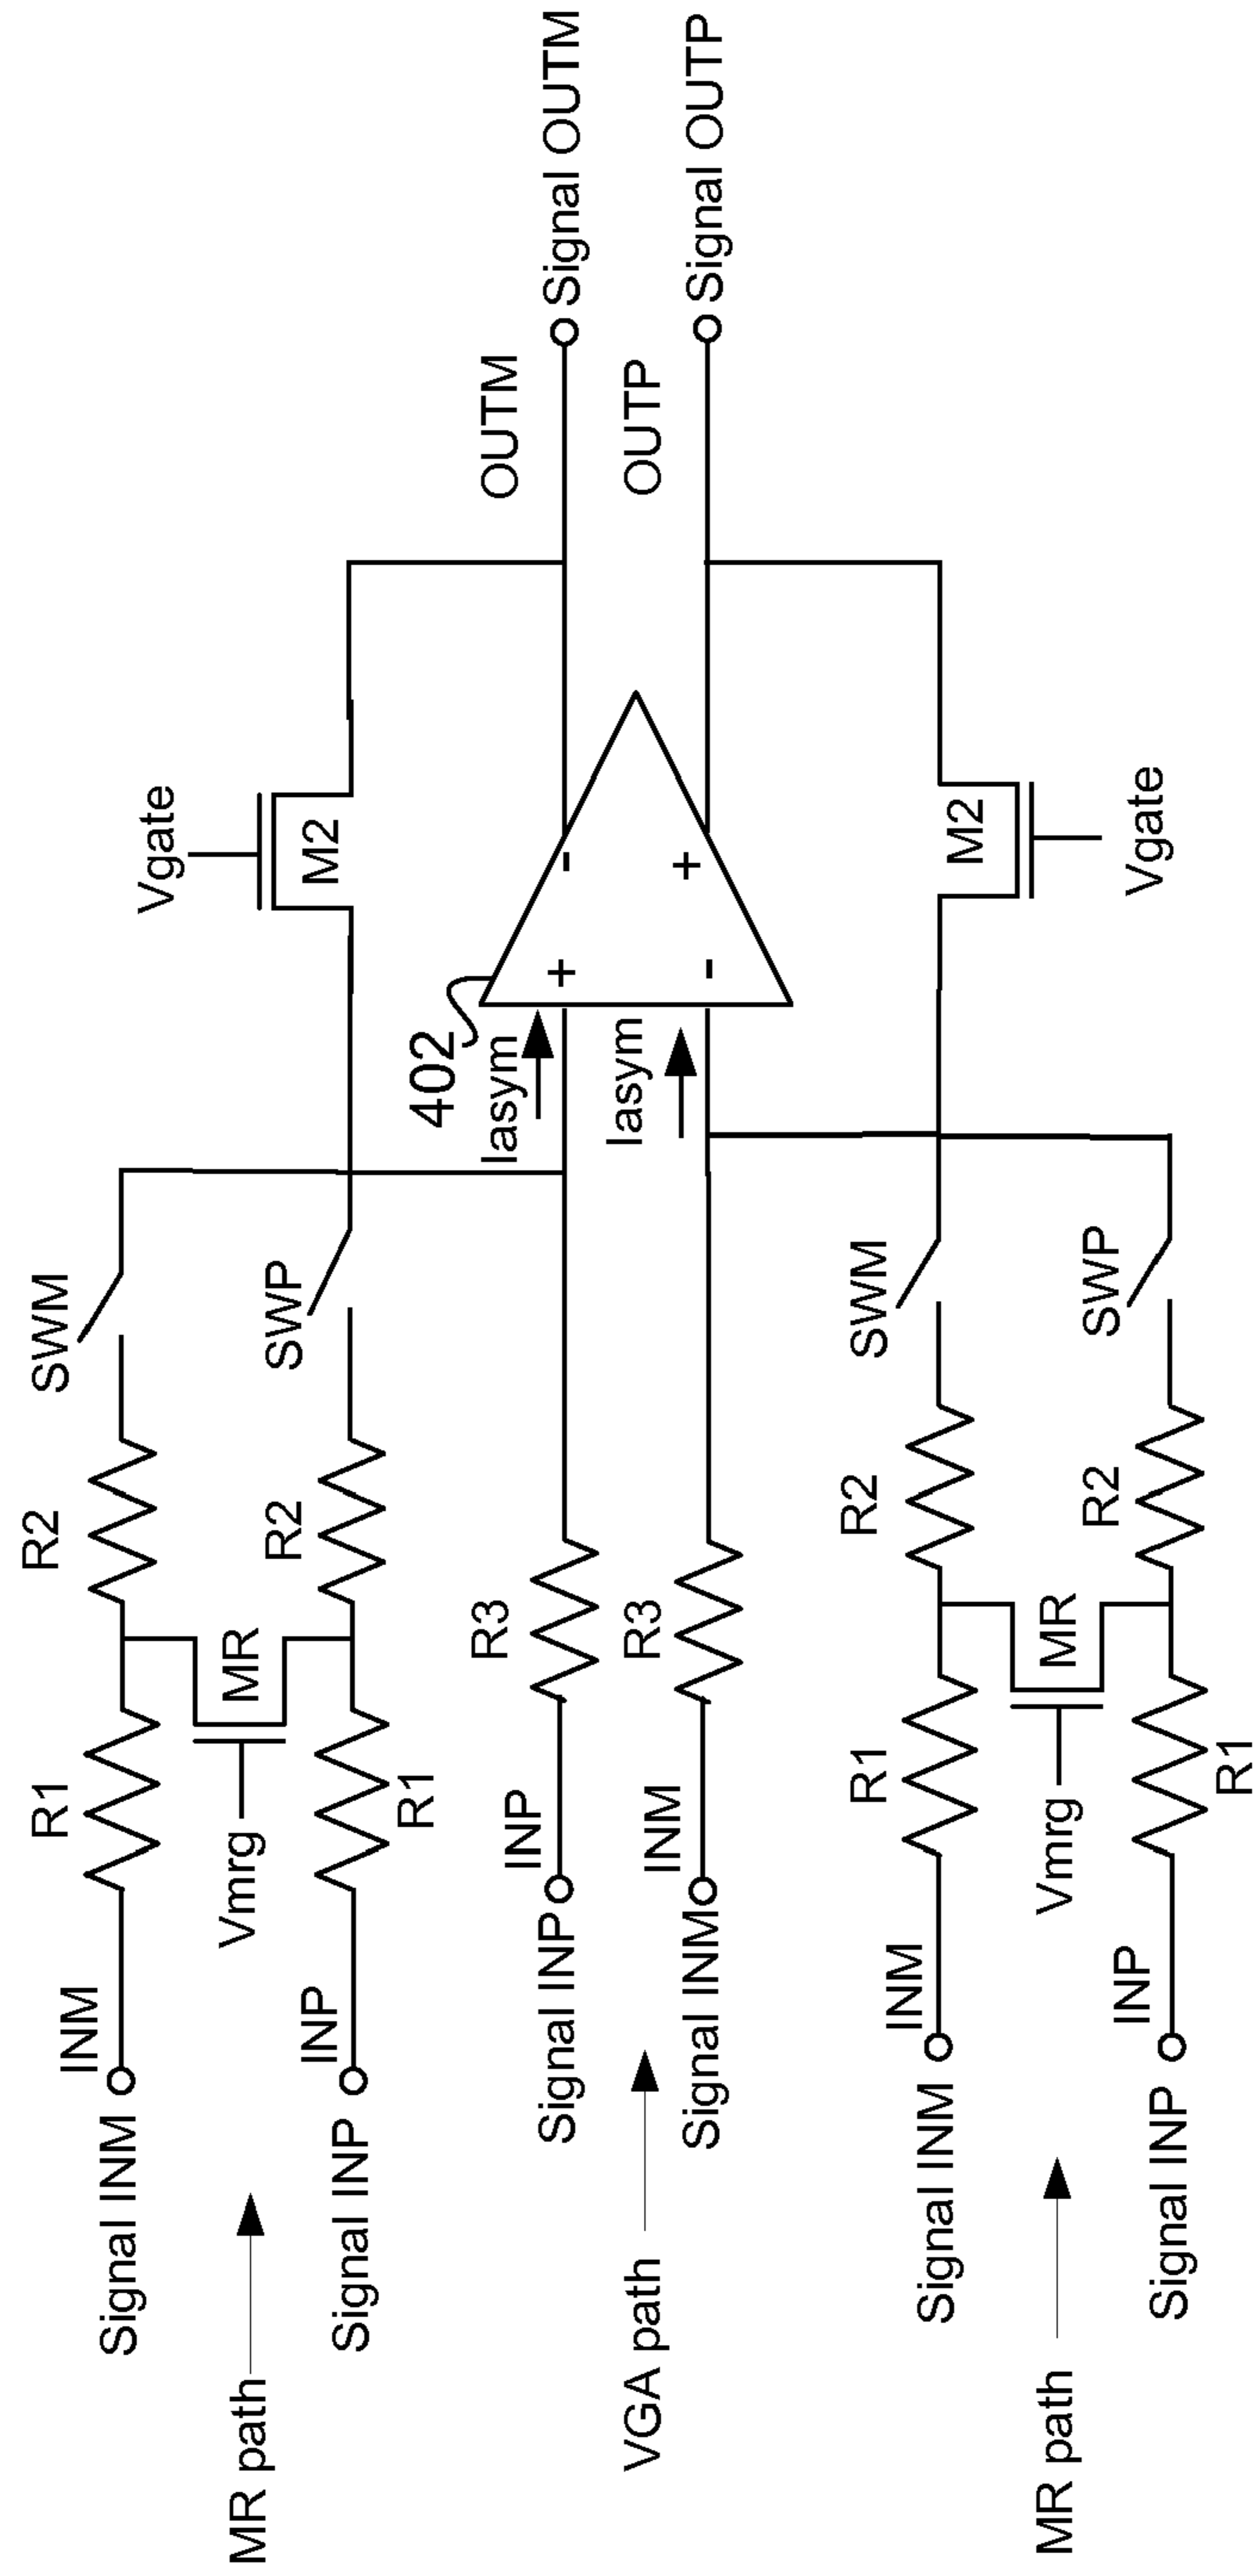 MR path
Signal INM
INM
R1
R2
SWM
Signal INP
INP
R1
Vmrg
MR
R2
SWP
Vgate
M2
402
Iasym
Iasym
VGA path
Signal INP
INP
R3
Signal INM
INM
R3
+
-
-
+
OUTM
Signal OUTM
OUTP
Signal OUTP
MR path
Signal INM
INM
R1
R2
SWM
Vmrg
MR
M2
Vgate
Signal INP
INP
R1
R2
SWP